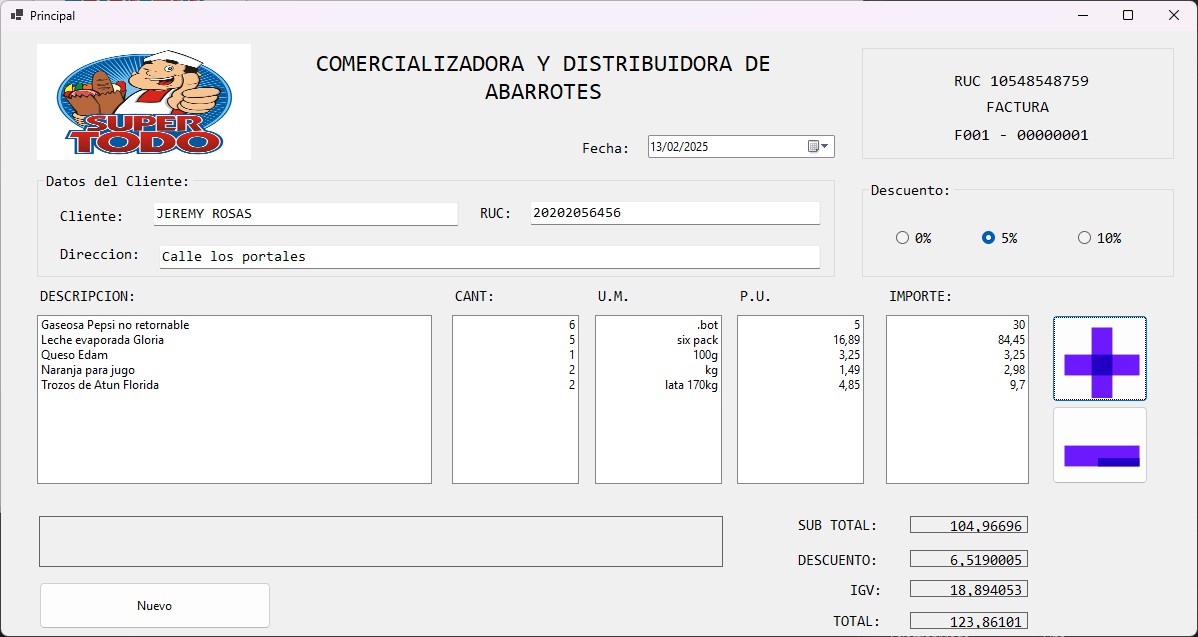 Principal
SUPER
TODO
COMERCIALIZADORA Y DISTRIBUIDORA DE
ABARROTES
Fecha: 13/02/2025
RUC 10548548759
FACTURA
F001 - 00000001
Datos del Cliente:
Cliente: JEREMY ROSAS RUC: 20202056456
Direccion: Calle los portales
Descuento:
0% 5% 10%
DESCRIPCION: CANT: U.M. P.U. IMPORTE:
Gaseosa Pepsi no retornable 6 .bot 5 30
Leche evaporada Gloria 5 six pack 16,89 84,45
Queso Edam 1 100g 3,25 3,25
Naranja para jugo 2 kg 1,49 2,98
Trozos de Atun Florida 2 lata 170kg 4,85 9,7
SUB TOTAL: 104,96696
DESCUENTO: 6,5190005
IGV: 18,894053
TOTAL: 123,86101
Nuevo